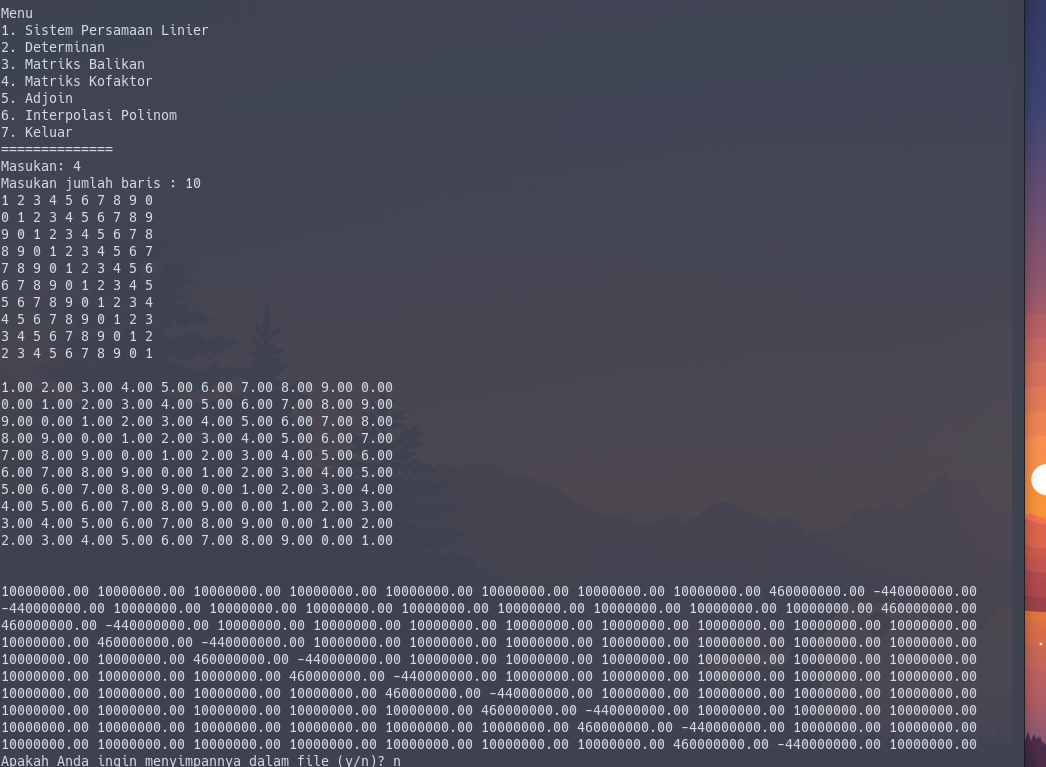 Menu
1. Sistem Persamaan Linier
2. Determinan
3. Matriks Balikan
4. Matriks Kofaktor
5. Adjoin
6. Interpolasi Polinom
7. Keluar
==============
Masukan: 4
Masukan jumlah baris : 10
1 2 3 4 5 6 7 8 9 0
0 1 2 3 4 5 6 7 8 9
9 0 1 2 3 4 5 6 7 8
8 9 0 1 2 3 4 5 6 7
7 8 9 0 1 2 3 4 5 6
6 7 8 9 0 1 2 3 4 5
5 6 7 8 9 0 1 2 3 4
4 5 6 7 8 9 0 1 2 3
3 4 5 6 7 8 9 0 1 2
2 3 4 5 6 7 8 9 0 1
1.00 2.00 3.00 4.00 5.00 6.00 7.00 8.00 9.00 0.00
0.00 1.00 2.00 3.00 4.00 5.00 6.00 7.00 8.00 9.00
9.00 0.00 1.00 2.00 3.00 4.00 5.00 6.00 7.00 8.00
8.00 9.00 0.00 1.00 2.00 3.00 4.00 5.00 6.00 7.00
7.00 8.00 9.00 0.00 1.00 2.00 3.00 4.00 5.00 6.00
6.00 7.00 8.00 9.00 0.00 1.00 2.00 3.00 4.00 5.00
5.00 6.00 7.00 8.00 9.00 0.00 1.00 2.00 3.00 4.00
4.00 5.00 6.00 7.00 8.00 9.00 0.00 1.00 2.00 3.00
3.00 4.00 5.00 6.00 7.00 8.00 9.00 0.00 1.00 2.00
2.00 3.00 4.00 5.00 6.00 7.00 8.00 9.00 0.00 1.00
10000000.00 10000000.00 10000000.00 10000000.00 10000000.00 10000000.00 10000000.00 10000000.00 460000000.00 -440000000.00
-440000000.00 10000000.00 10000000.00 10000000.00 10000000.00 10000000.00 10000000.00 10000000.00 10000000.00 460000000.00
460000000.00 -440000000.00 10000000.00 10000000.00 10000000.00 10000000.00 10000000.00 10000000.00 10000000.00 10000000.00
10000000.00 460000000.00 -440000000.00 10000000.00 10000000.00 10000000.00 10000000.00 10000000.00 10000000.00 10000000.00
10000000.00 10000000.00 460000000.00 -440000000.00 10000000.00 10000000.00 10000000.00 10000000.00 10000000.00 10000000.00
10000000.00 10000000.00 10000000.00 460000000.00 -440000000.00 10000000.00 10000000.00 10000000.00 10000000.00 10000000.00
10000000.00 10000000.00 10000000.00 10000000.00 460000000.00 -440000000.00 10000000.00 10000000.00 10000000.00 10000000.00
10000000.00 10000000.00 10000000.00 10000000.00 10000000.00 460000000.00 -440000000.00 10000000.00 10000000.00 10000000.00
10000000.00 10000000.00 10000000.00 10000000.00 10000000.00 10000000.00 460000000.00 -440000000.00 10000000.00 10000000.00
10000000.00 10000000.00 10000000.00 10000000.00 10000000.00 10000000.00 10000000.00 460000000.00 -440000000.00 10000000.00
Apakah Anda ingin menyimpannya dalam file (y/n)? n